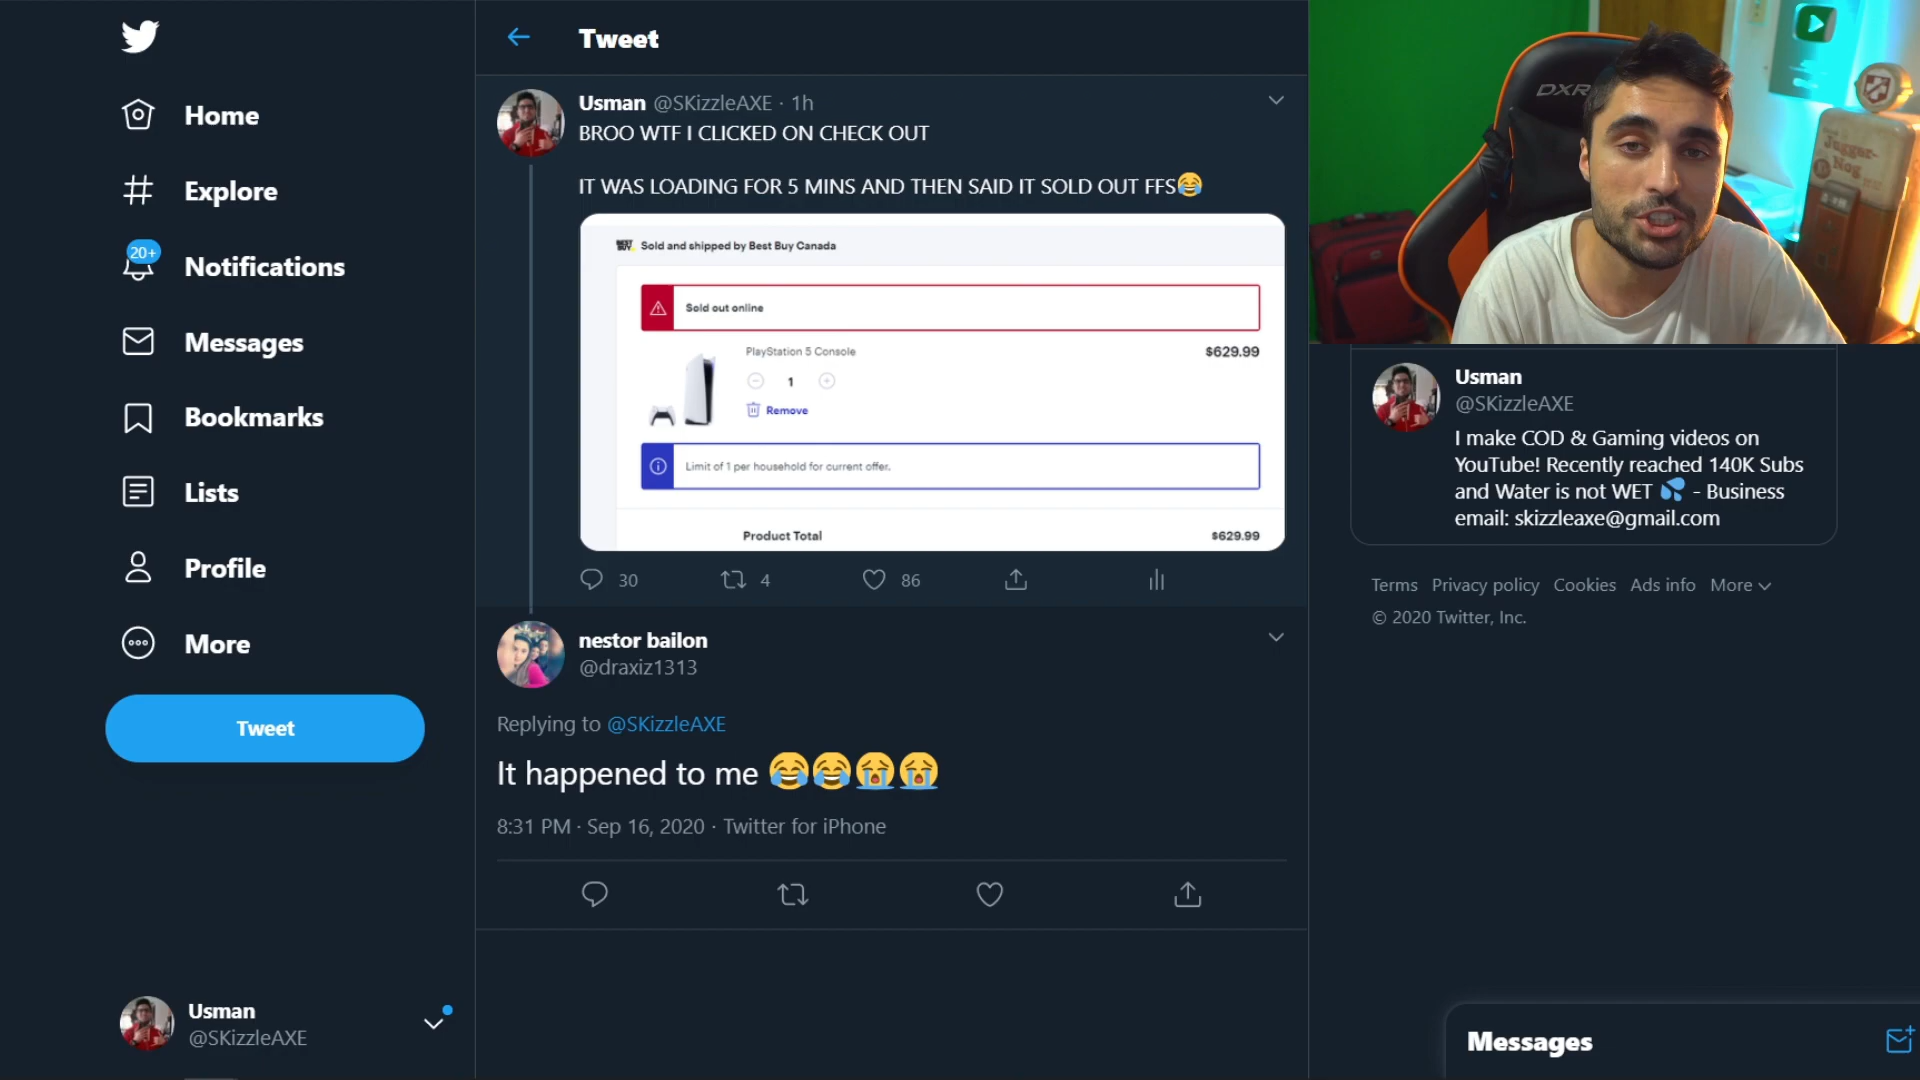 Home
Explore
20+
Notifications
Messages
Bookmarks
Lists
Profile
More
Tweet
Usman
@SKizzleAXE
Tweet
Usman @SKizzleAXE · 1h
BROO WTF I CLICKED ON CHECK OUT
IT WAS LOADING FOR 5 MINS AND THEN SAID IT SOLD OUT FFS😂
BEST BUY Sold and shipped by Best Buy Canada
Sold out online
PlayStation 5 Console $629.99
1
Remove
Limit of 1 per household for current offer.
Product Total $629.99
30 4 86
nestor bailon
@draxiz1313
Replying to @SKizzleAXE
It happened to me 😂😂😭😭
8:31 PM · Sep 16, 2020 · Twitter for iPhone
DXR
Jugger-
Nog
Usman
@SKizzleAXE
I make COD & Gaming videos on
YouTube! Recently reached 140K Subs
and Water is not WET 💦 - Business
email: skizzleaxe@gmail.com
Terms Privacy policy Cookies Ads info More
© 2020 Twitter, Inc.
Messages